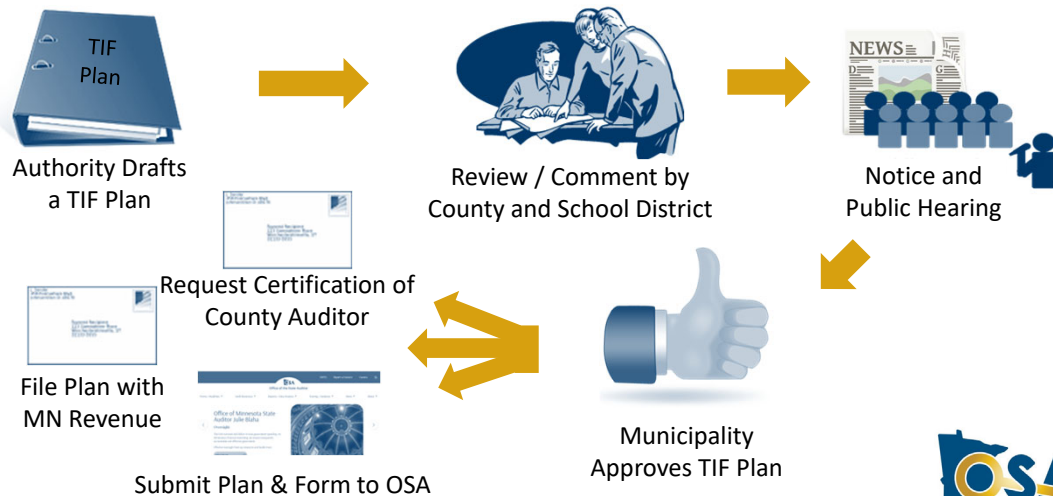 TIF
Plan
Authority Drafts
a TIF Plan
Review / Comment by
County and School District
NEWS
D
G
Notice and
Public Hearing
Request Certification of
County Auditor
File Plan with
MN Revenue
Office of Minnesota State
Auditor Julie Blaha
Submit Plan & Form to OSA
Municipality
Approves TIF Plan
OSA